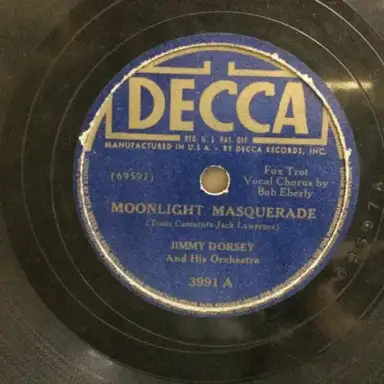 DECCA
REG. U. S. PAT. OFF.
MANUFACTURED IN U.S.A. - BY DECCA RECORDS, INC.
(69592)
Fox Trot
Vocal Chorus by
Bob Eberly
MOONLIGHT MASQUERADE
(Toots Camarata-Jack Lawrence)
JIMMY DORSEY
And His Orchestra
3991 A